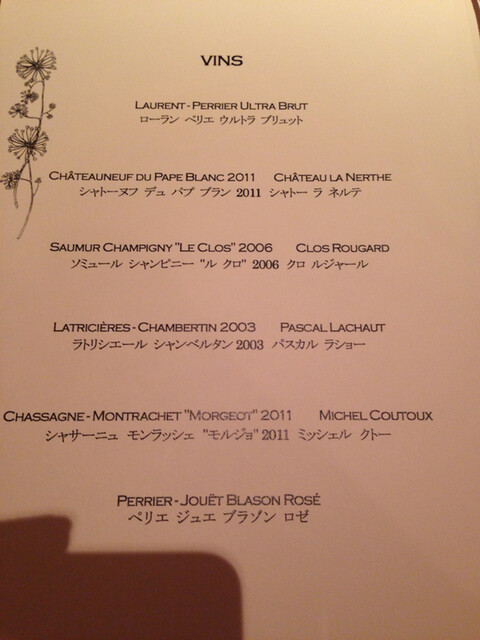 VINS
LAURENT-PERRIER ULTRA BRUT
ローラン ペリエ ウルトラ ブリュット
CHÂTEAUNEUF DU PAPE BLANC 2011 CHÂTEAU LA NERTHE
シャトーヌフ デュ パプ ブラン 2011 シャトー ラ ネルテ
SAUMUR CHAMPIGNY "LE CLOS" 2006 CLOS ROUGARD
ソミュール シャンピニー "ル クロ" 2006 クロ ルジャール
LATRICIÈRES-CHAMBERTIN 2003 PASCAL LACHAUT
ラトリシエール シャンベルタン 2003 パスカル ラショー
CHASSAGNE-MONTRACHET "MORGEOT" 2011 MICHEL COUTOUX
シャサーニュ モンラッシェ "モルジョ" 2011 ミッシェル クトー
PERRIER-JOUËT BLASON ROSÉ
ペリエ ジュエ ブラゾン ロゼ